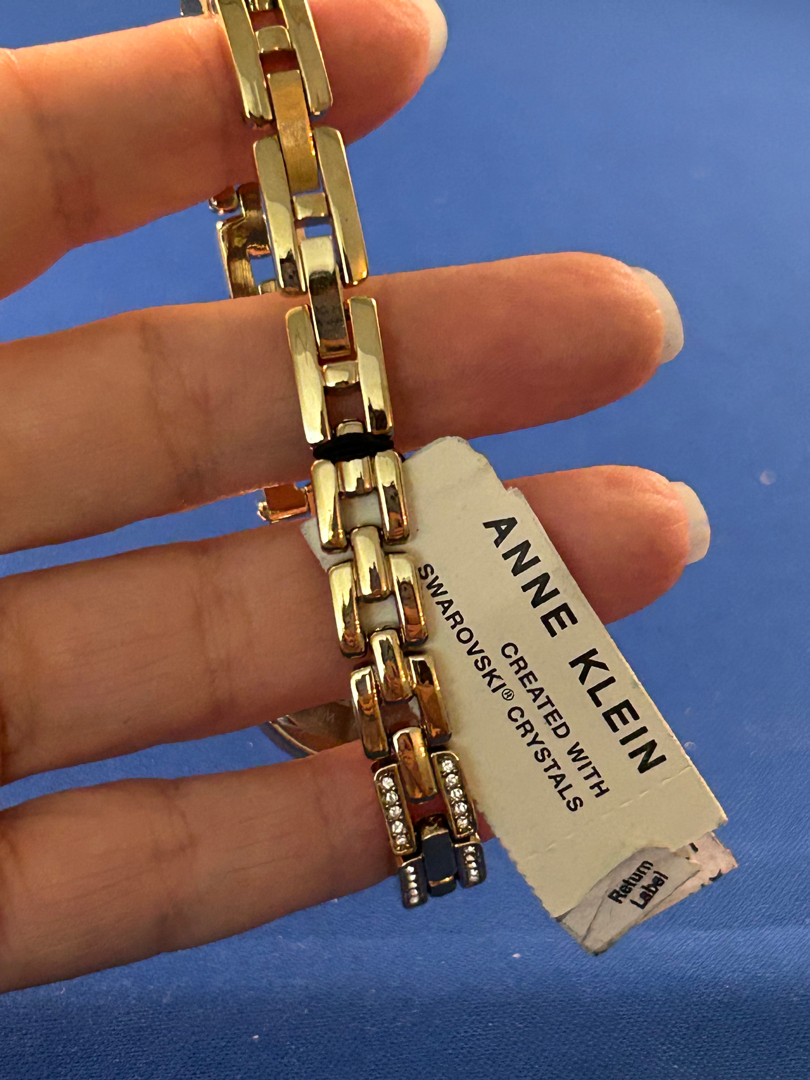 ANNE KLEIN
CREATED WITH
SWAROVSKI® CRYSTALS
Return
Label